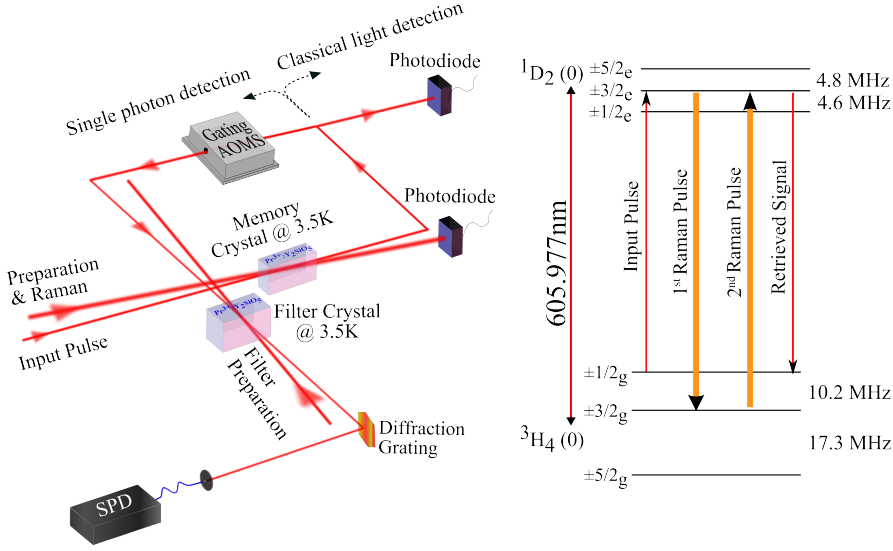 Classical light detection
Single photon detection
Photodiode
Gating
AOMS
Photodiode
Memory
Crystal @ 3.5K
Pr³⁺:Y₂SiO₅
Preparation
& Raman
Input Pulse
Pr³⁺:Y₂SiO₅
Filter Crystal
@ 3.5K
Filter
Preparation
Diffraction
Grating
SPD
¹D₂ (0)
±5/2e
±3/2e
±1/2e
4.8 MHz
4.6 MHz
605.977nm
Input Pulse
1st Raman Pulse
2nd Raman Pulse
Retrieved Signal
±1/2g
±3/2g
±5/2g
10.2 MHz
17.3 MHz
³H₄ (0)